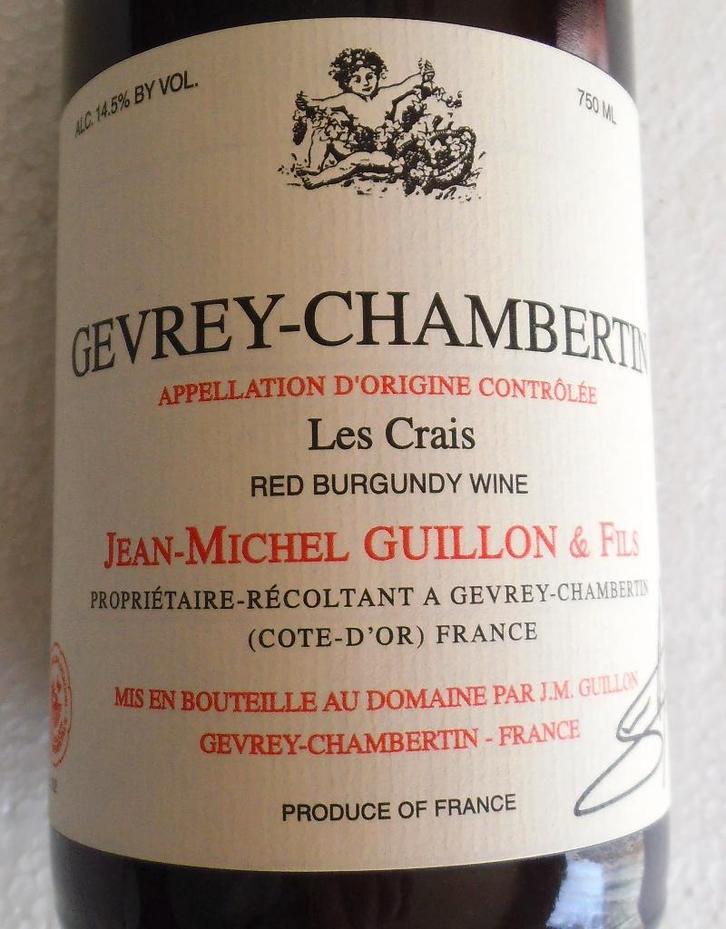 ALC. 14.5% BY VOL.
750 ML
GEVREY-CHAMBERTIN
APPELLATION D'ORIGINE CONTRÔLÉE
Les Crais
RED BURGUNDY WINE
JEAN-MICHEL GUILLON & FILS
PROPRIÉTAIRE-RÉCOLTANT A GEVREY-CHAMBERTIN
(COTE-D'OR) FRANCE
MIS EN BOUTEILLE AU DOMAINE PAR J.M. GUILLON
GEVREY-CHAMBERTIN - FRANCE
PRODUCE OF FRANCE